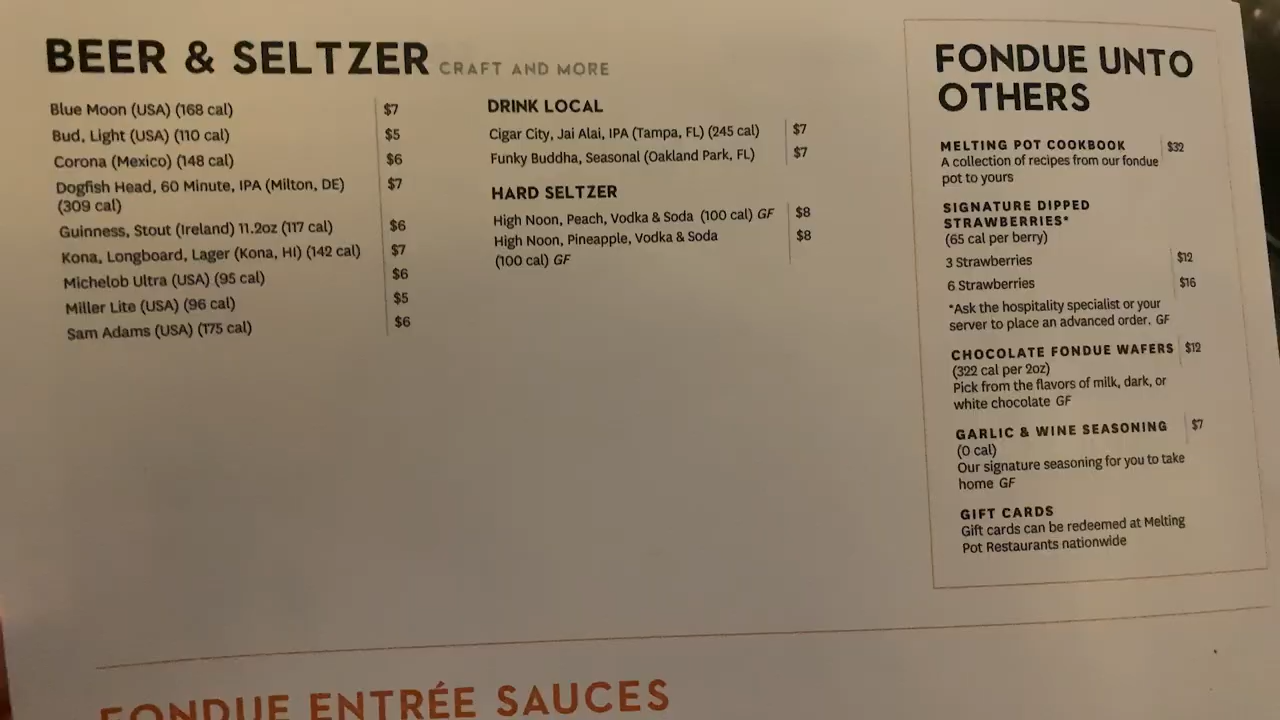 BEER & SELTZER CRAFT AND MORE
Blue Moon (USA) (168 cal) $7
Bud, Light (USA) (110 cal) $5
Corona (Mexico) (148 cal) $6
Dogfish Head, 60 Minute, IPA (Milton, DE) $7
(309 cal)
Guinness, Stout (Ireland) 11.2oz (117 cal) $6
Kona, Longboard, Lager (Kona, HI) (142 cal) $7
Michelob Ultra (USA) (95 cal) $6
Miller Lite (USA) (96 cal) $5
Sam Adams (USA) (175 cal) $6
DRINK LOCAL
Cigar City, Jai Alai, IPA (Tampa, FL) (245 cal) $7
Funky Buddha, Seasonal (Oakland Park, FL) $7
HARD SELTZER
High Noon, Peach, Vodka & Soda (100 cal) GF $8
High Noon, Pineapple, Vodka & Soda $8
(100 cal) GF
FONDUE UNTO
OTHERS
MELTING POT COOKBOOK $32
A collection of recipes from our fondue
pot to yours
SIGNATURE DIPPED
STRAWBERRIES*
(65 cal per berry)
3 Strawberries $12
6 Strawberries $16
*Ask the hospitality specialist or your
server to place an advanced order. GF
CHOCOLATE FONDUE WAFERS $12
(322 cal per 2oz)
Pick from the flavors of milk, dark, or
white chocolate GF
GARLIC & WINE SEASONING $7
(0 cal)
Our signature seasoning for you to take
home GF
GIFT CARDS
Gift cards can be redeemed at Melting
Pot Restaurants nationwide
FONDUE ENTRÉE SAUCES